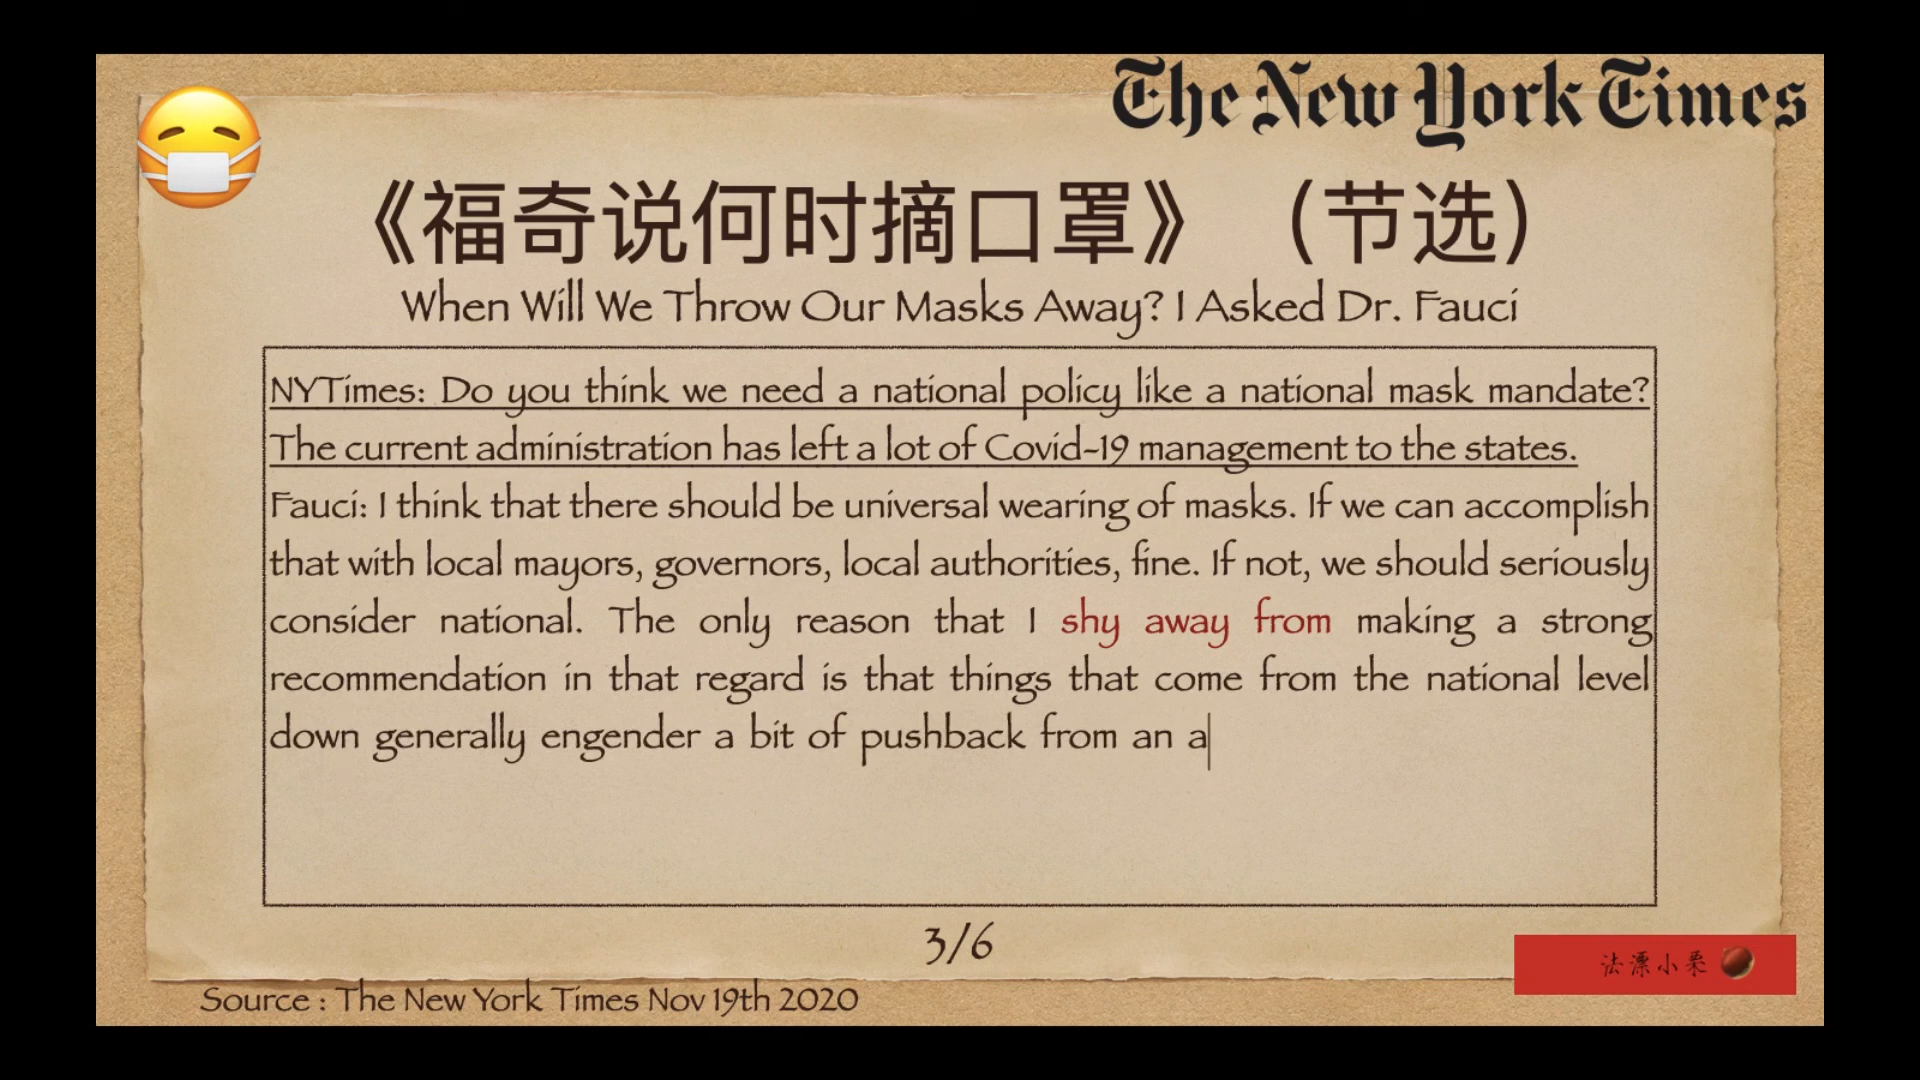 The New York Times
《福奇说何时摘口罩》（节选）
When Will We Throw Our Masks Away? I Asked Dr. Fauci
NYTimes: Do you think we need a national policy like a national mask mandate?
The current administration has left a lot of Covid-19 management to the states.
Fauci: I think that there should be universal wearing of masks. If we can accomplish
that with local mayors, governors, local authorities, fine. If not, we should seriously
consider national. The only reason that I shy away from making a strong
recommendation in that regard is that things that come from the national level
down generally engender a bit of pushback from an a
3/6
法漂小栗
Source : The New York Times Nov 19th 2020